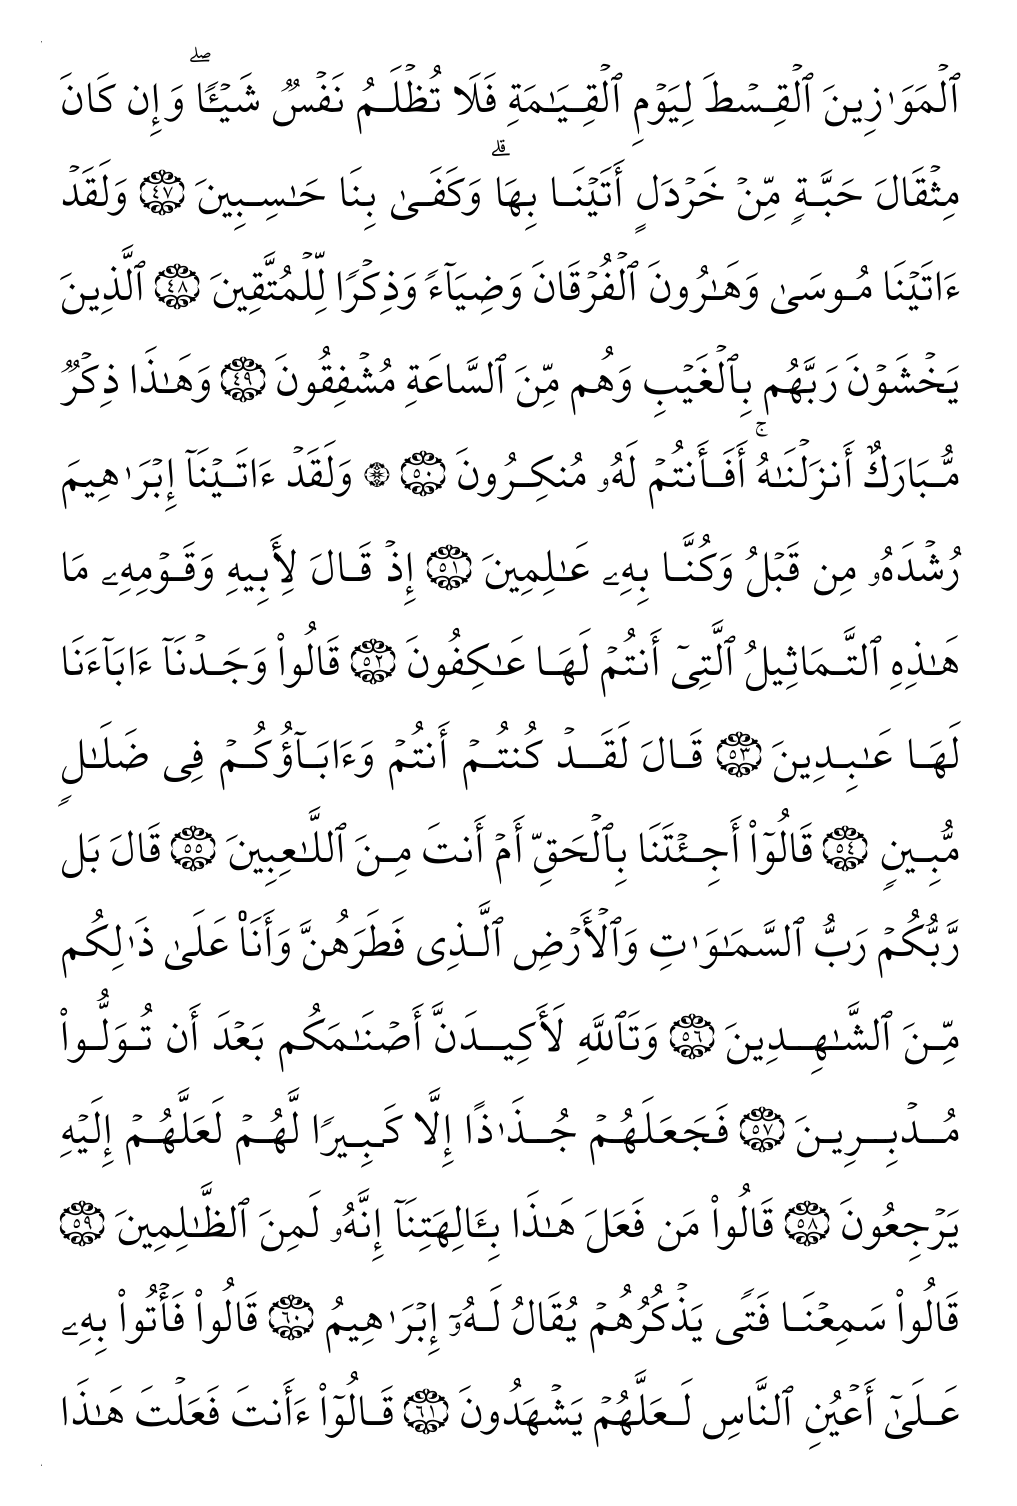 ٱلْمَوَٰزِينَ ٱلْقِسْطَ لِيَوْمِ ٱلْقِيَـٰمَةِ فَلَا تُظْلَمُ نَفْسٌ شَيْـًٔا ۖ وَإِن كَانَ
مِثْقَالَ حَبَّةٍ مِّنْ خَرْدَلٍ أَتَيْنَا بِهَا ۗ وَكَفَىٰ بِنَا حَـٰسِبِينَ ٤٧ وَلَقَدْ
ءَاتَيْنَا مُوسَىٰ وَهَـٰرُونَ ٱلْفُرْقَانَ وَضِيَآءً وَذِكْرًا لِّلْمُتَّقِينَ ٤٨ ٱلَّذِينَ
يَخْشَوْنَ رَبَّهُم بِٱلْغَيْبِ وَهُم مِّنَ ٱلسَّاعَةِ مُشْفِقُونَ ٤٩ وَهَـٰذَا ذِكْرٌ
مُّبَارَكٌ أَنزَلْنَـٰهُ ۚ أَفَأَنتُمْ لَهُۥ مُنكِرُونَ ٥٠ ۞ وَلَقَدْ ءَاتَيْنَآ إِبْرَٰهِيمَ
رُشْدَهُۥ مِن قَبْلُ وَكُنَّا بِهِۦ عَـٰلِمِينَ ٥١ إِذْ قَالَ لِأَبِيهِ وَقَوْمِهِۦ مَا
هَـٰذِهِ ٱلتَّمَاثِيلُ ٱلَّتِىٓ أَنتُمْ لَهَا عَـٰكِفُونَ ٥٢ قَالُوا۟ وَجَدْنَآ ءَابَآءَنَا
لَهَا عَـٰبِدِينَ ٥٣ قَالَ لَقَدْ كُنتُمْ أَنتُمْ وَءَابَآؤُكُمْ فِى ضَلَـٰلٍ
مُّبِينٍ ٥٤ قَالُوٓا۟ أَجِئْتَنَا بِٱلْحَقِّ أَمْ أَنتَ مِنَ ٱللَّـٰعِبِينَ ٥٥ قَالَ بَل
رَّبُّكُمْ رَبُّ ٱلسَّمَـٰوَٰتِ وَٱلْأَرْضِ ٱلَّذِى فَطَرَهُنَّ وَأَنَا۠ عَلَىٰ ذَٰلِكُم
مِّنَ ٱلشَّـٰهِدِينَ ٥٦ وَتَٱللَّهِ لَأَكِيدَنَّ أَصْنَـٰمَكُم بَعْدَ أَن تُوَلُّوا۟
مُدْبِرِينَ ٥٧ فَجَعَلَهُمْ جُذَٰذًا إِلَّا كَبِيرًا لَّهُمْ لَعَلَّهُمْ إِلَيْهِ
يَرْجِعُونَ ٥٨ قَالُوا۟ مَن فَعَلَ هَـٰذَا بِـَٔالِهَتِنَآ إِنَّهُۥ لَمِنَ ٱلظَّـٰلِمِينَ ٥٩
قَالُوا۟ سَمِعْنَا فَتًى يَذْكُرُهُمْ يُقَالُ لَهُۥٓ إِبْرَٰهِيمُ ٦٠ قَالُوا۟ فَأْتُوا۟ بِهِۦ
عَلَىٰٓ أَعْيُنِ ٱلنَّاسِ لَعَلَّهُمْ يَشْهَدُونَ ٦١ قَالُوٓا۟ ءَأَنتَ فَعَلْتَ هَـٰذَا